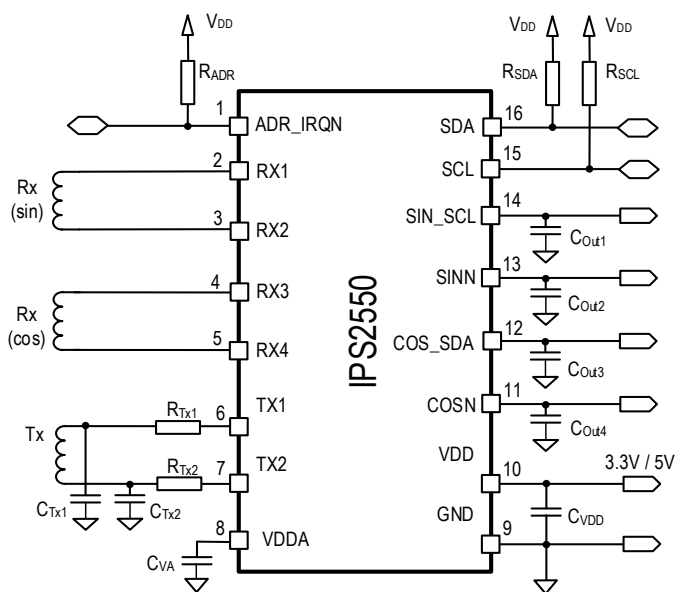 VDD
VDD
VDD
RADR
RSDA
RSCL
1
ADR_IRQN
SDA
16
2
RX1
SCL
15
Rx
(sin)
SIN_SCL
14
COut1
3
RX2
SINN
13
COut2
4
RX3
Rx
(cos)
COS_SDA
12
COut3
5
RX4
IPS2550
COSN
11
COut4
Tx
RTx1
TX1
6
VDD
10
3.3V / 5V
RTx2
TX2
7
CTx1
CTx2
GND
9
CVDD
8
VDDA
CVA